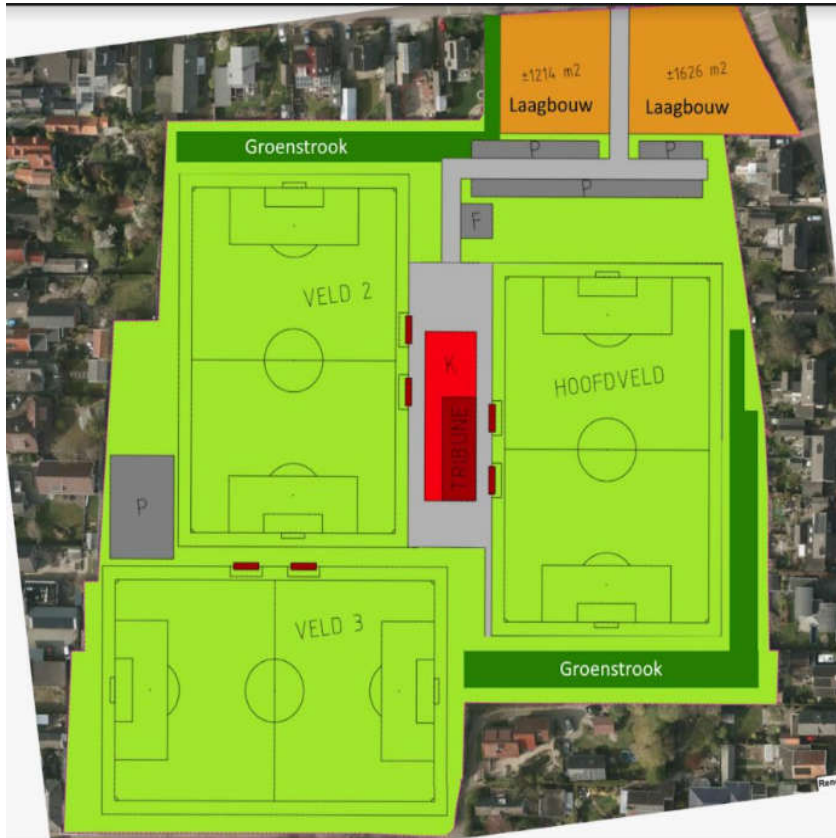 ±1214 m2
Laagbouw
±1626 m2
Laagbouw
Groenstrook
P
P
P
F
VELD 2
K
HOOFDVELD
TRIBUNE
P
VELD 3
Groenstrook